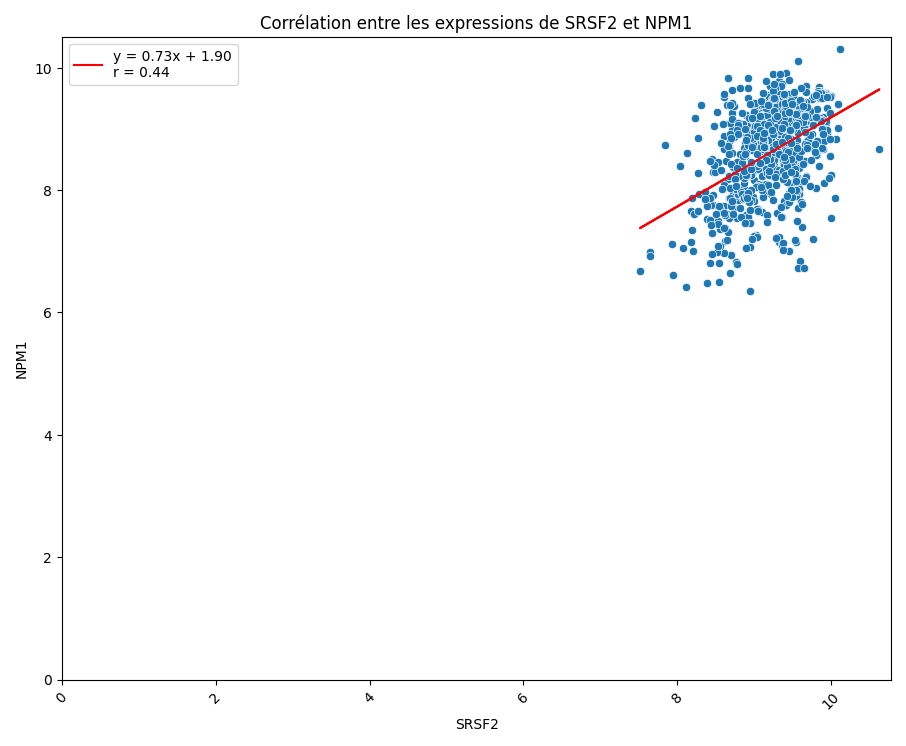 Corrélation entre les expressions de SRSF2 et NPM1
y = 0.73x + 1.90
r = 0.44
10
8
6
4
2
0
NPM1
0
2
4
6
8
10
SRSF2